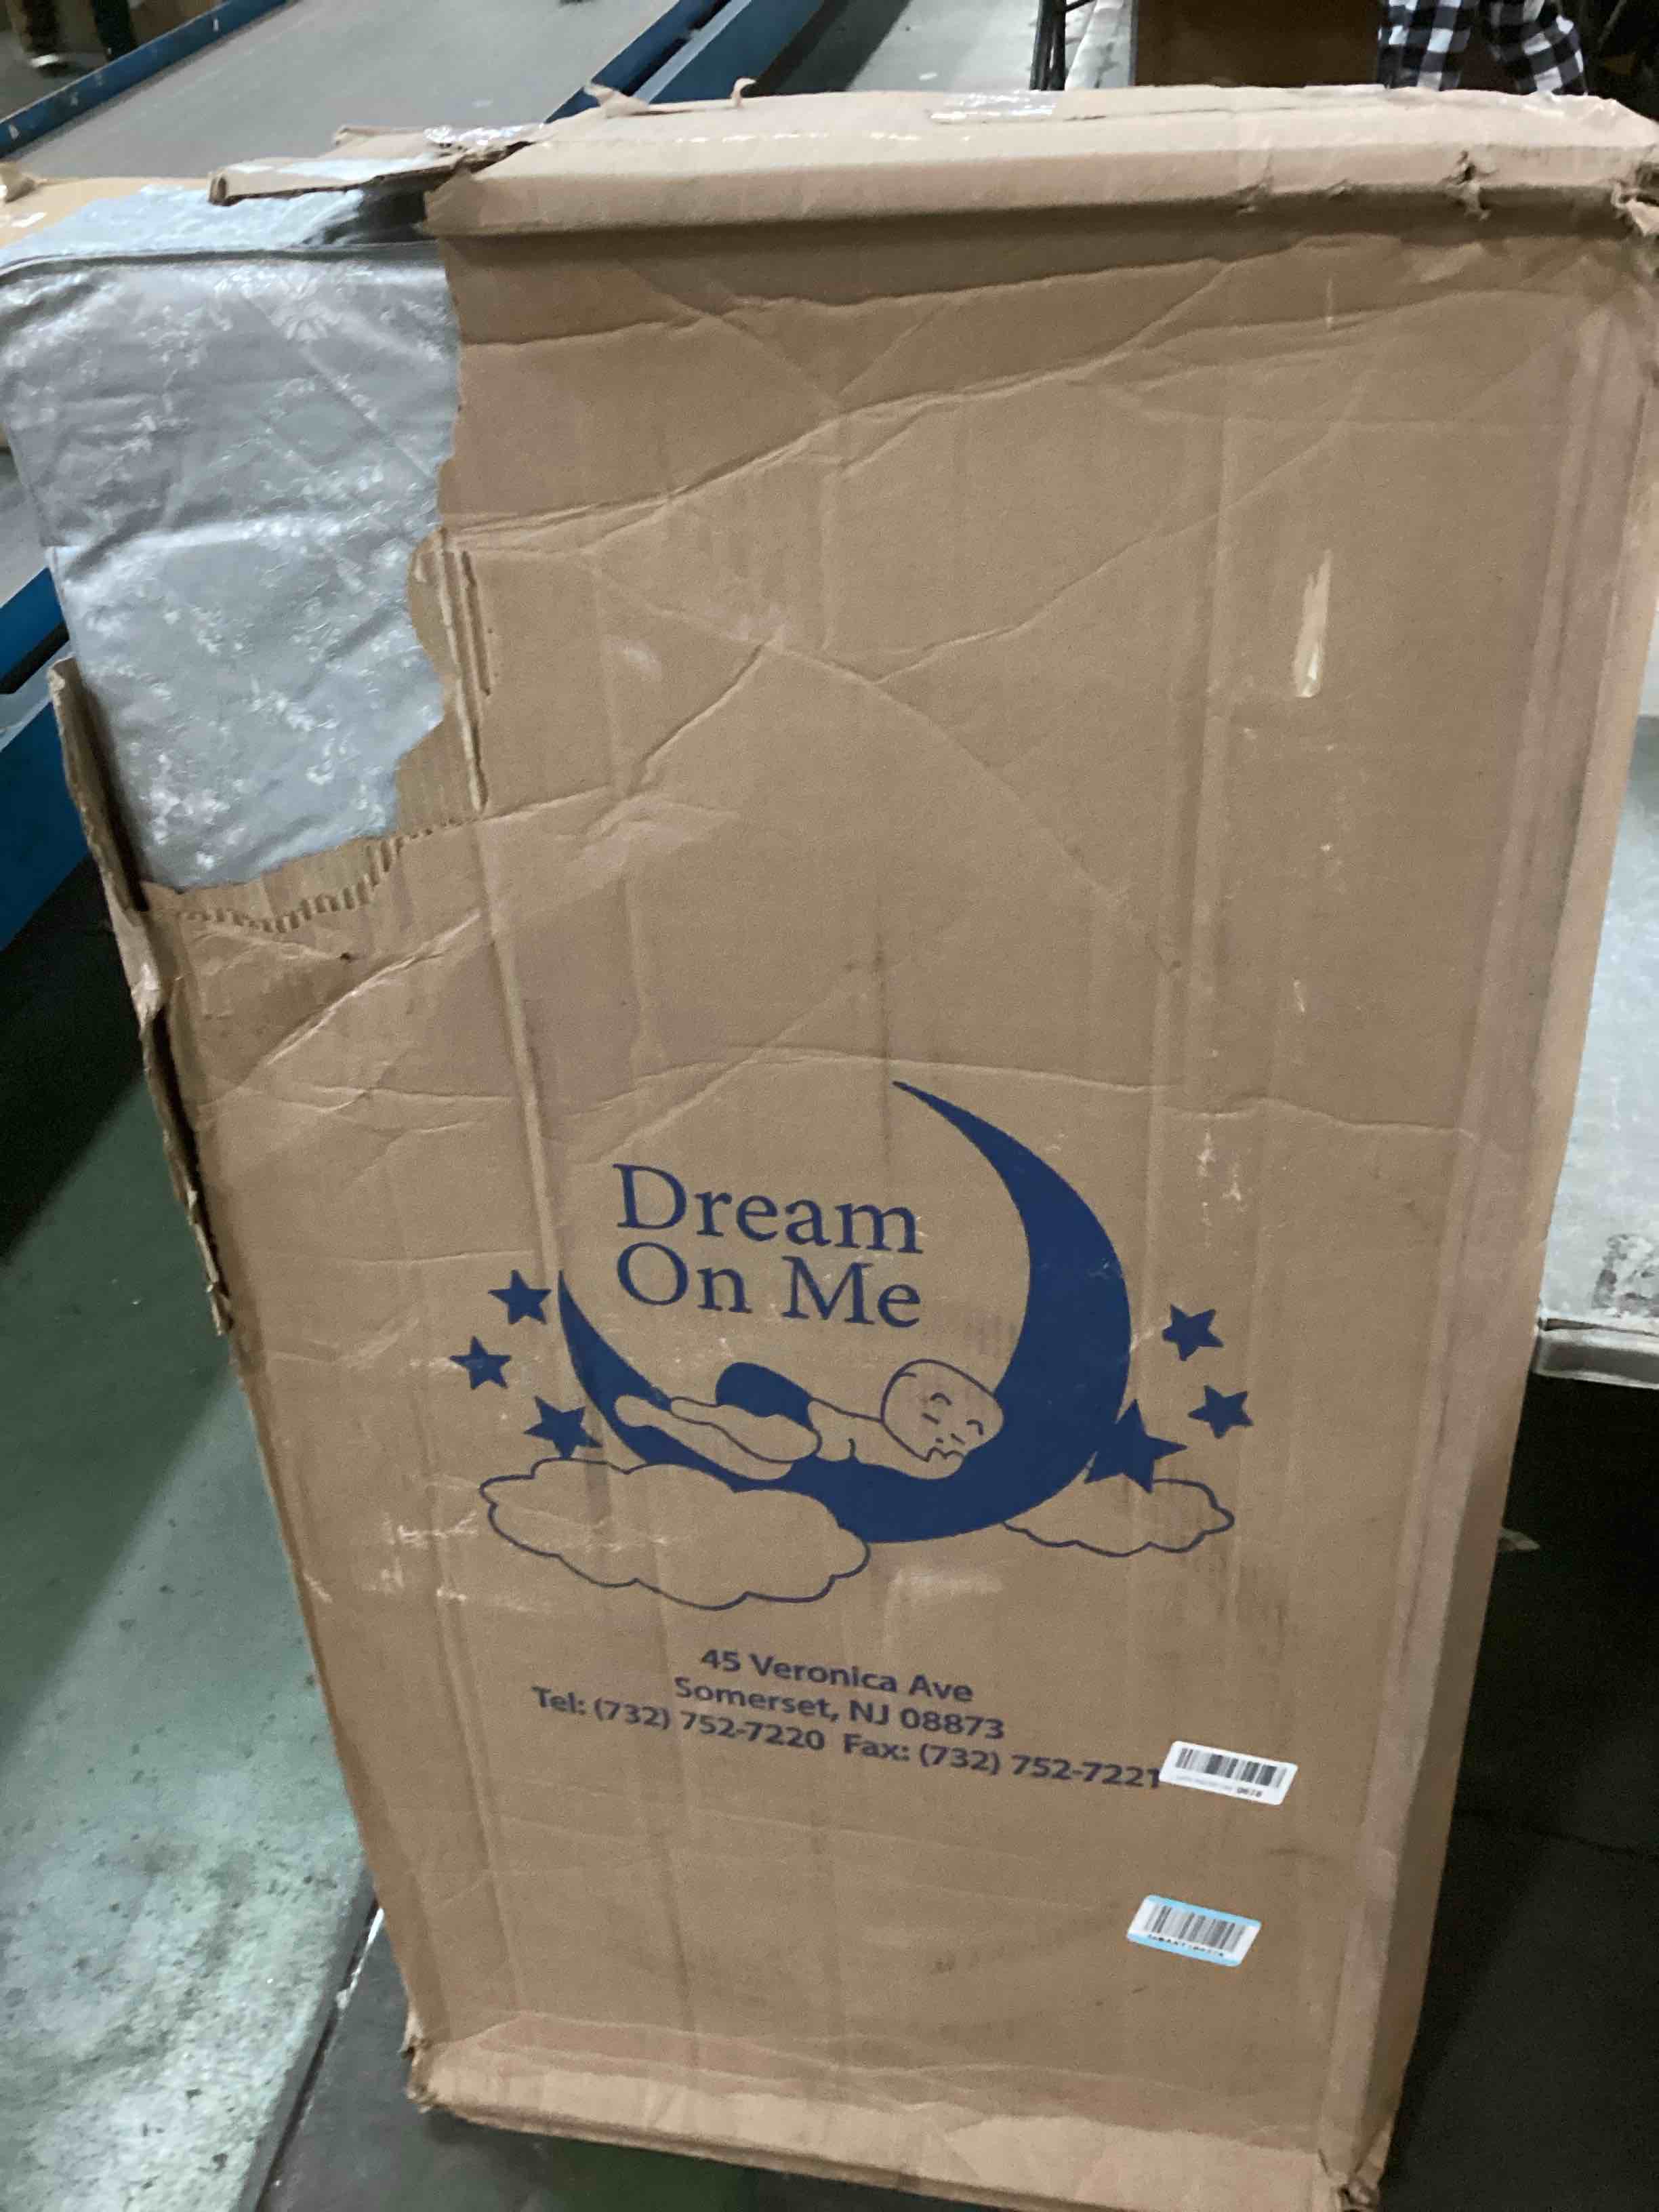 Dream
On Me
45 Veronica Ave
Somerset, NJ 08873
Tel: (732) 752-7220 Fax: (732) 752-7221